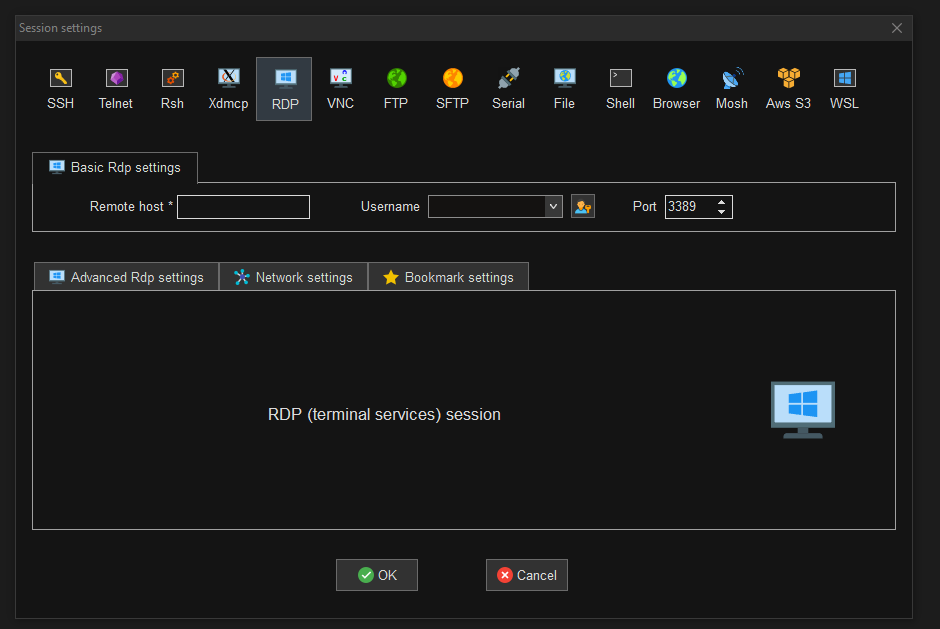 Session settings
SSH Telnet Rsh Xdmcp RDP VNC FTP SFTP Serial File Shell Browser Mosh Aws S3 WSL
Basic Rdp settings
Remote host * Username Port 3389
Advanced Rdp settings Network settings Bookmark settings
RDP (terminal services) session
OK Cancel